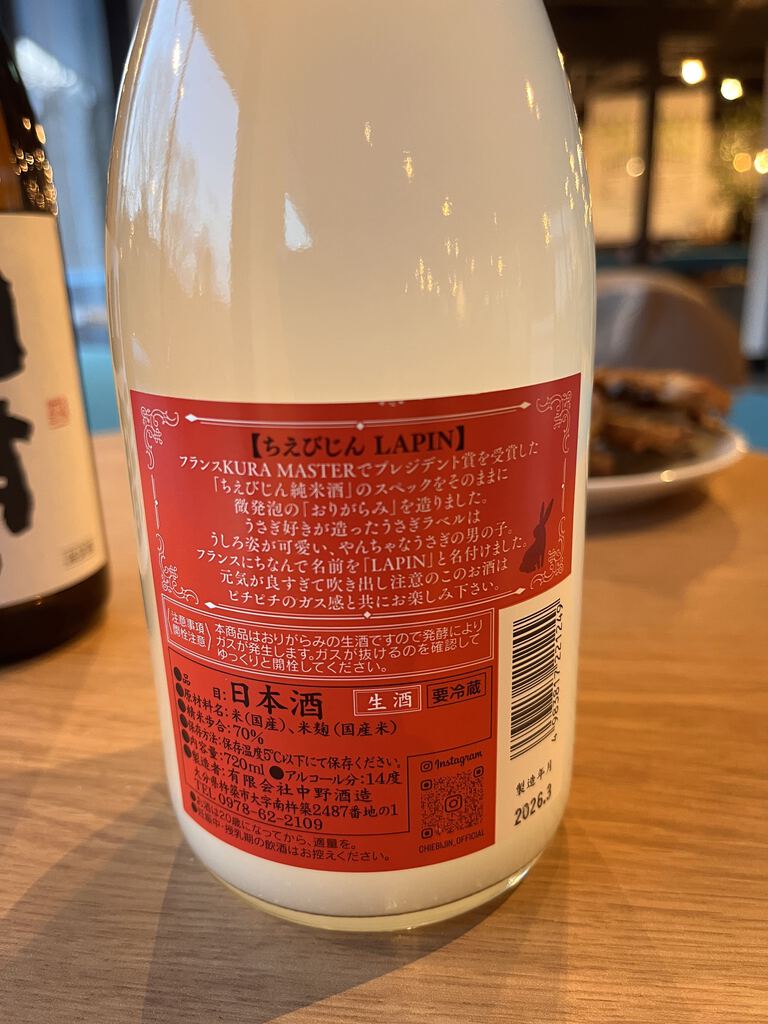 【ちえびじん LAPIN】
フランスKURA MASTERでプレジデント賞を受賞した
「ちえびじん純米酒」のスペックをそのままに
微発泡の「おりがらみ」を造りました。
うさぎ好きが造ったうさぎラベルは
うしろ姿が可愛い、やんちゃなうさぎの男の子。
フランスにちなんで名前を「LAPIN」と名付けました。
元気が良すぎて吹き出し注意のこのお酒は
ピチピチのガス感と共にお楽しみ下さい。
注意事項
開栓注意
本商品はおりがらみの生酒ですので発酵により
ガスが発生します。ガスが抜けるのを確認して
ゆっくりと開栓してください。
●品 目:日本酒 生酒 要冷蔵
●原材料名:米(国産)、米麹(国産米)
●精米歩合:70%
●保存方法:保存温度5℃以下にて保存ください。
●内容量:720ml ●アルコール分:14度
●製造者:有限会社中野酒造
大分県杵築市大字南杵築2487番地の1
TEL 0978-62-2109
●お酒は20歳になってから、適量を。
●妊娠中・授乳期の飲酒はお控えください。
Instagram
CHIEBIJIN_OFFICIAL
製造年月
2026.3